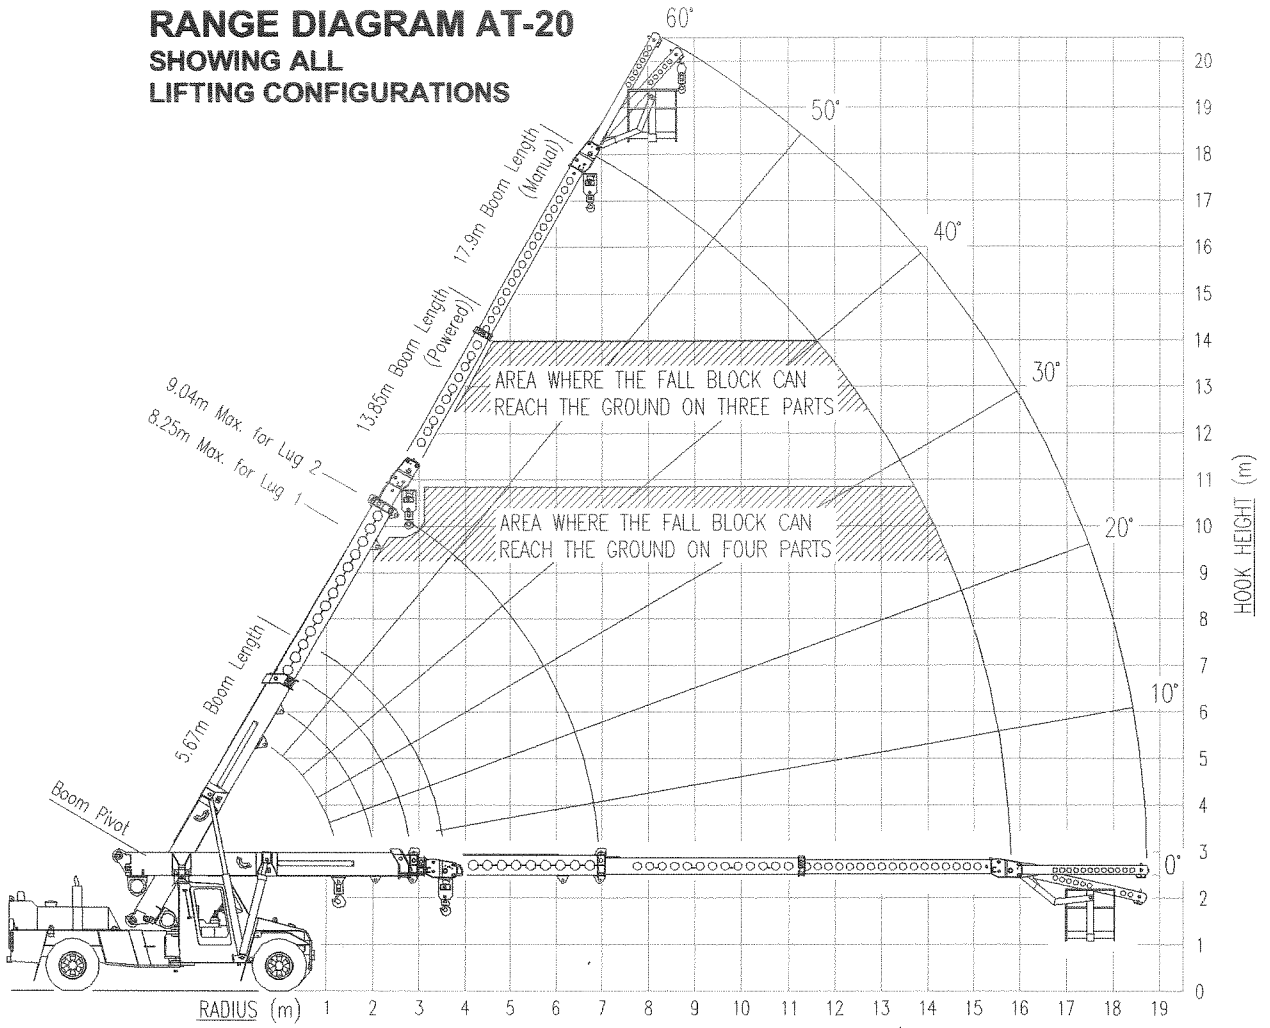 RANGE DIAGRAM AT-20
SHOWING ALL
LIFTING CONFIGURATIONS
60°
50°
40°
30°
20°
10°
0°
17.9m Boom Length
(Manual)
13.85m Boom Length
(Powered)
9.04m Max. for Lug 2
8.25m Max. for Lug 1
5.67m Boom Length
Boom Pivot
AREA WHERE THE FALL BLOCK CAN
REACH THE GROUND ON THREE PARTS
AREA WHERE THE FALL BLOCK CAN
REACH THE GROUND ON FOUR PARTS
20
19
18
17
16
15
14
13
12
11
10
9
8
7
6
5
4
3
2
1
0
HOOK HEIGHT (m)
RADIUS (m) 1 2 3 4 5 6 7 8 9 10 11 12 13 14 15 16 17 18 19